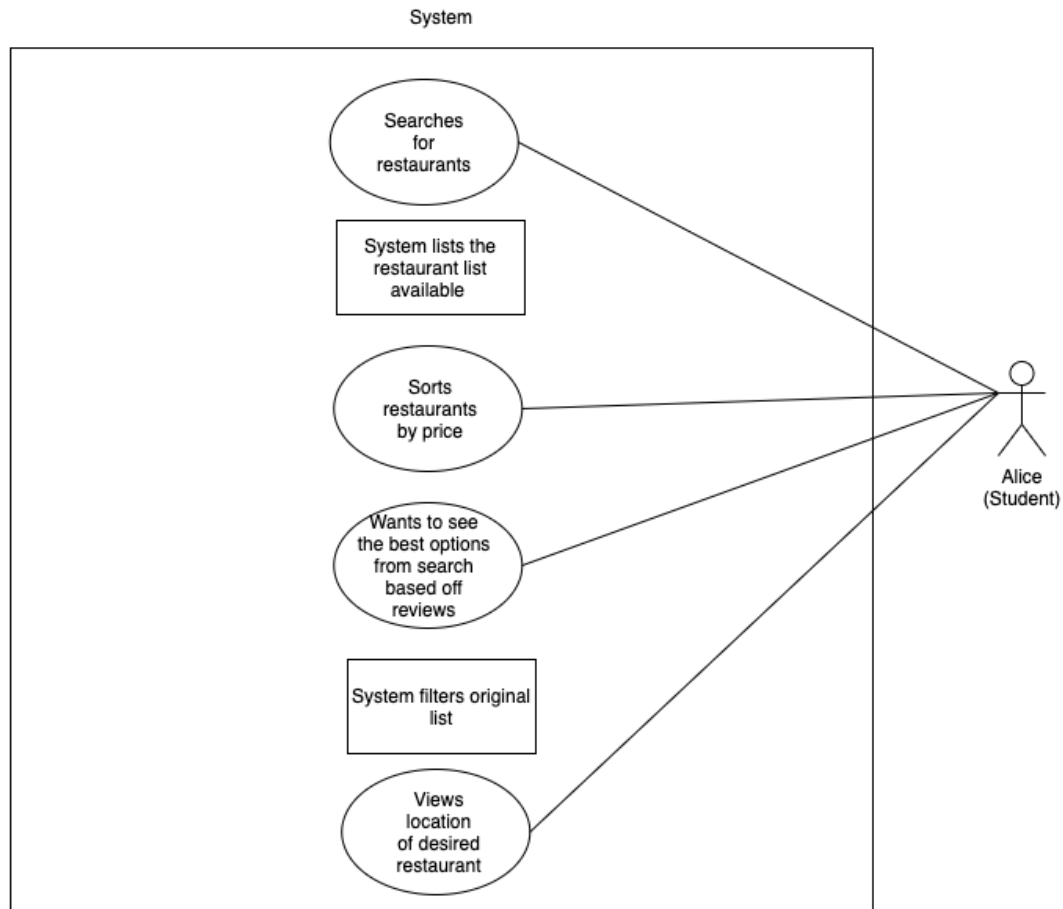 System
Searches
for
restaurants
System lists the
restaurant list
available
Sorts
restaurants
by price
Wants to see
the best options
from search
based off
reviews
System filters original
list
Views
location
of desired
restaurant
Alice
(Student)